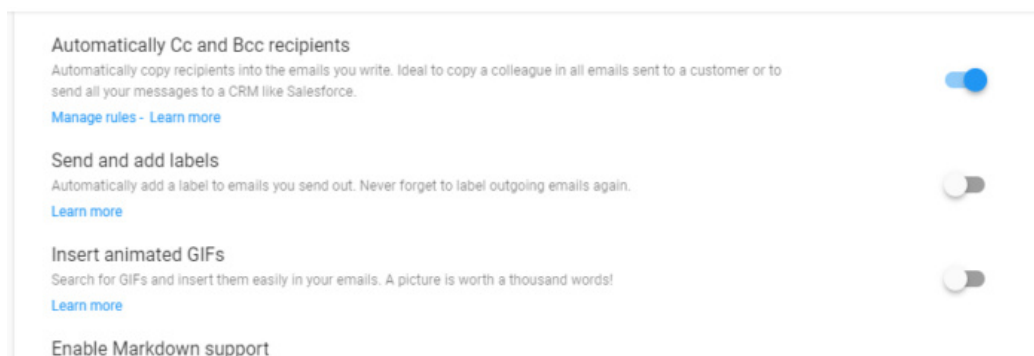 Automatically Cc and Bcc recipients
Automatically copy recipients into the emails you write. Ideal to copy a colleague in all emails sent to a customer or to
send all your messages to a CRM like Salesforce.
Manage rules - Learn more
Send and add labels
Automatically add a label to emails you send out. Never forget to label outgoing emails again.
Learn more
Insert animated GIFs
Search for GIFs and insert them easily in your emails. A picture is worth a thousand words!
Learn more
Enable Markdown support